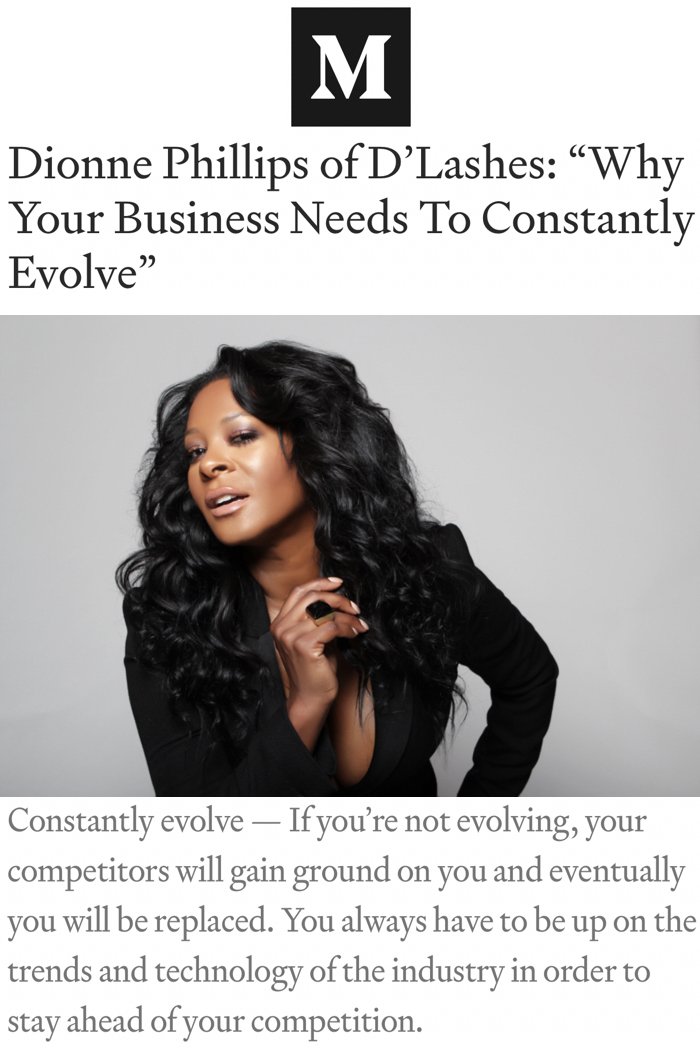 M
Dionne Phillips of D’Lashes: “Why
Your Business Needs To Constantly
Evolve”
Constantly evolve — If you’re not evolving, your
competitors will gain ground on you and eventually
you will be replaced. You always have to be up on the
trends and technology of the industry in order to
stay ahead of your competition.